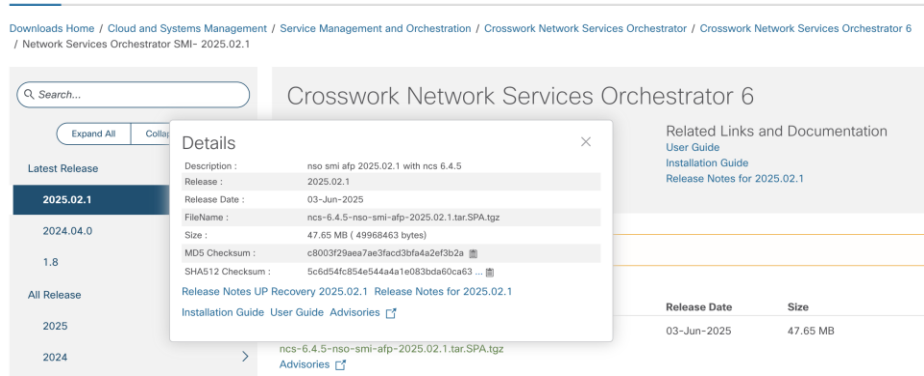 Downloads Home / Cloud and Systems Management / Service Management and Orchestration / Crosswork Network Services Orchestrator / Crosswork Network Services Orchestrator 6
/ Network Services Orchestrator SMI- 2025.02.1
Search...
Expand All
Latest Release
2025.02.1
2024.04.0
1.8
All Release
2025
2024
Crosswork Network Services Orchestrator 6
Related Links and Documentation
User Guide
Installation Guide
Release Notes for 2025.02.1
Details
Description : nso smi afp 2025.02.1 with ncs 6.4.5
Release : 2025.02.1
Release Date : 03-Jun-2025
FileName : ncs-6.4.5-nso-smi-afp-2025.02.1.tar.SPA.tgz
Size : 47.65 MB ( 49968463 bytes)
MD5 Checksum : c8003f29aea7ae3facd3bfa4a2ef3b2a
SHA512 Checksum : 5c6d54fc854e544a4a1e083bda60ca63 ...
Release Notes UP Recovery 2025.02.1 Release Notes for 2025.02.1
Installation Guide User Guide Advisories
Release Date Size
03-Jun-2025 47.65 MB
ncs-6.4.5-nso-smi-afp-2025.02.1.tar.SPA.tgz
Advisories